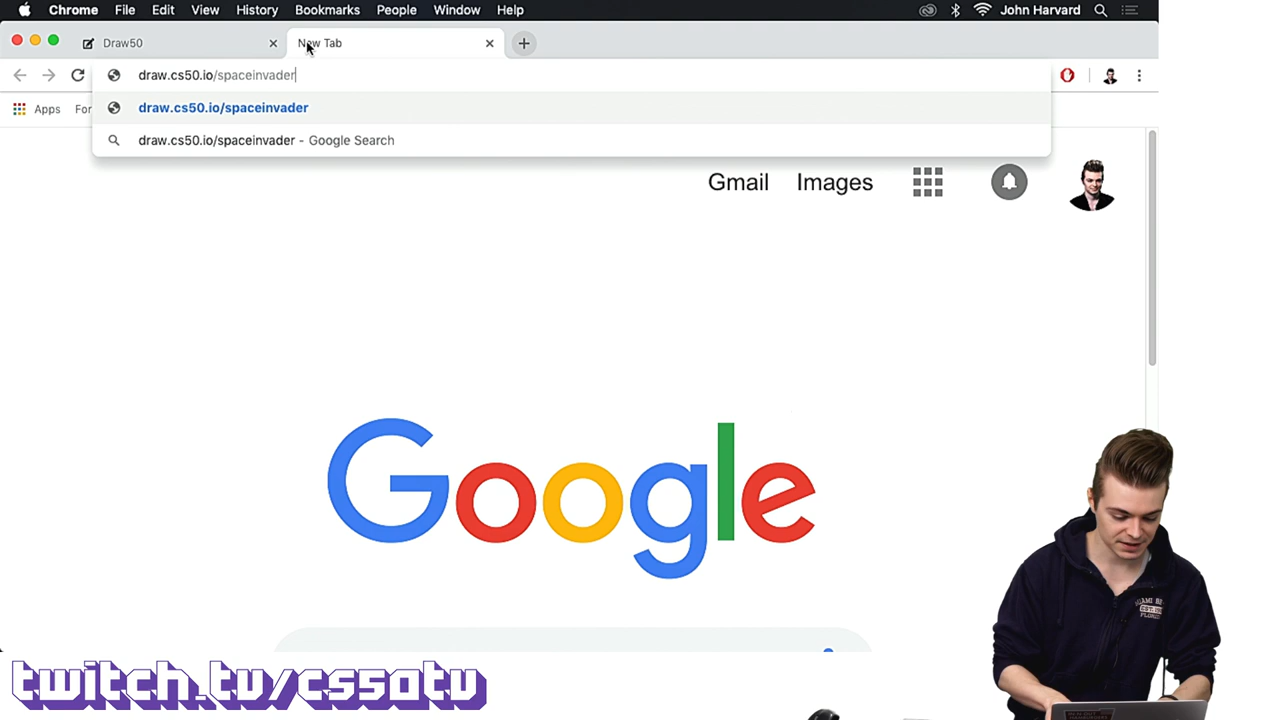 Chrome File Edit View History Bookmarks People Window Help John Harvard
Draw50 New Tab
draw.cs50.io/spaceinvader
Apps For
draw.cs50.io/spaceinvader
draw.cs50.io/spaceinvader - Google Search
Gmail Images
Google
FLORIDA
twitch.tv/cs50tv